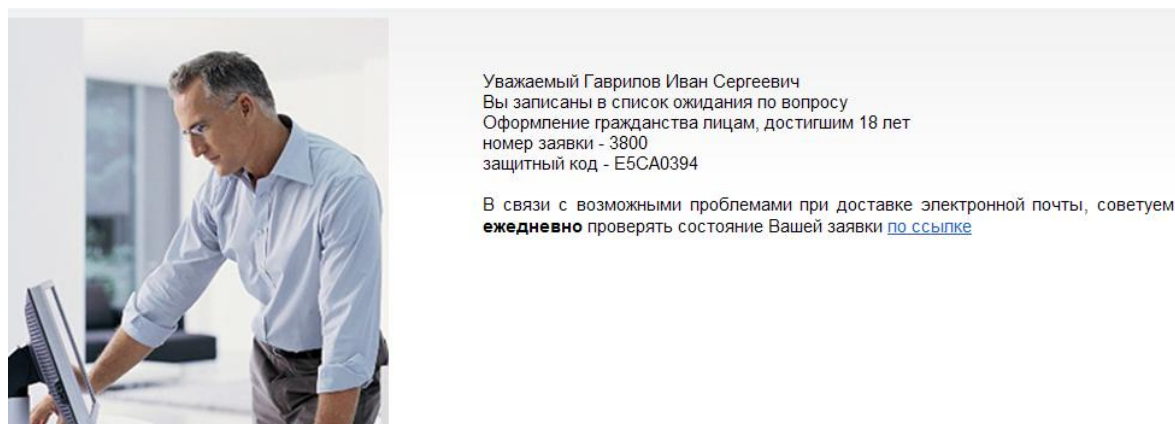 Уважаемый Гаврилов Иван Сергеевич
Вы записаны в список ожидания по вопросу
Оформление гражданства лицам, достигшим 18 лет
номер заявки - 3800
защитный код - E5CA0394
В связи с возможными проблемами при доставке электронной почты, советуем
ежедневно проверять состояние Вашей заявки по ссылке